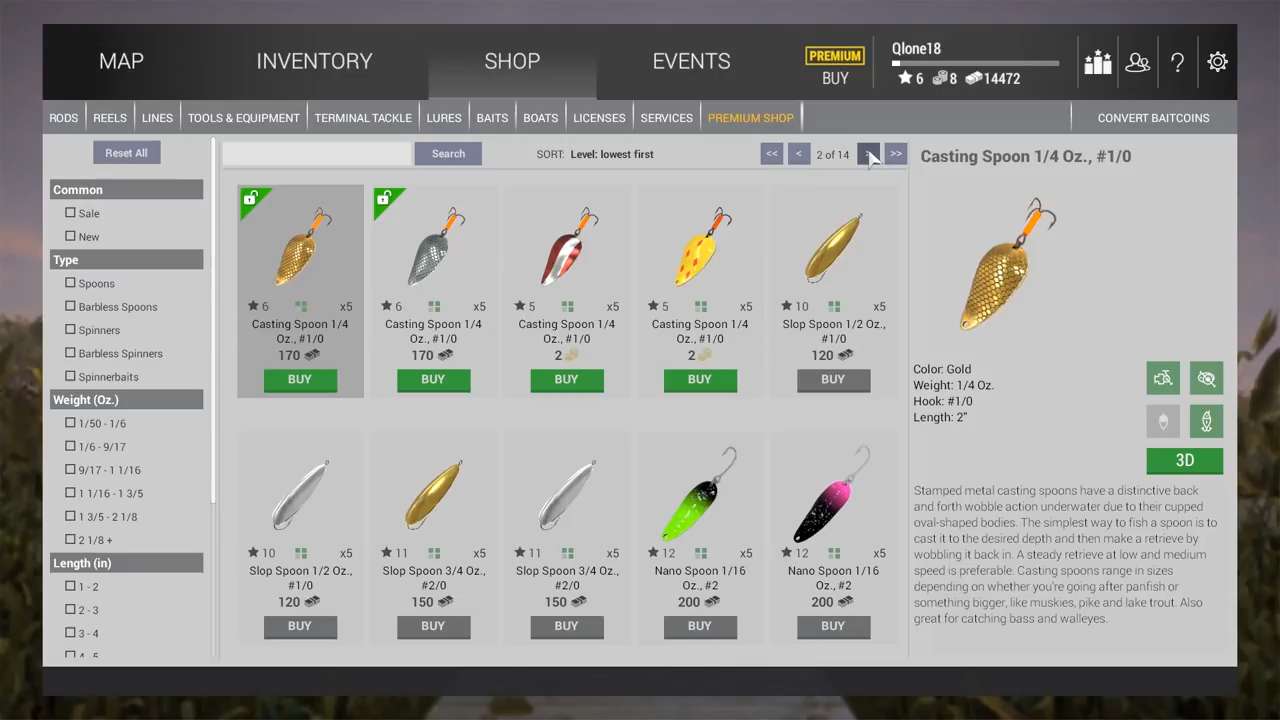 MAP
INVENTORY
SHOP
EVENTS
PREMIUM
BUY
Qlone18
6 8 14472
RODS
REELS
LINES
TOOLS & EQUIPMENT
TERMINAL TACKLE
LURES
BAITS
BOATS
LICENSES
SERVICES
PREMIUM SHOP
CONVERT BAITCOINS
Reset All
Search
SORT: Level: lowest first
<< < 2 of 14 >>
Common
Sale
New
Type
Spoons
Barbless Spoons
Spinners
Barbless Spinners
Spinnerbaits
Weight (Oz.)
1/50 - 1/6
1/6 - 9/17
9/17 - 1 1/16
1 1/16 - 1 3/5
1 3/5 - 2 1/8
2 1/8 +
Length (in)
1 - 2
2 - 3
3 - 4
4 - 5
6 x5
Casting Spoon 1/4
Oz., #1/0
170
BUY
6 x5
Casting Spoon 1/4
Oz., #1/0
170
BUY
5 x5
Casting Spoon 1/4
Oz., #1/0
2
BUY
5 x5
Casting Spoon 1/4
Oz., #1/0
2
BUY
10 x5
Slop Spoon 1/2 Oz.,
#1/0
120
BUY
10 x5
Slop Spoon 1/2 Oz.,
#1/0
120
BUY
11 x5
Slop Spoon 3/4 Oz.,
#2/0
150
BUY
11 x5
Slop Spoon 3/4 Oz.,
#2/0
150
BUY
12 x5
Nano Spoon 1/16
Oz., #2
200
BUY
12 x5
Nano Spoon 1/16
Oz., #2
200
BUY
Casting Spoon 1/4 Oz., #1/0
Color: Gold
Weight: 1/4 Oz.
Hook: #1/0
Length: 2"
3D
Stamped metal casting spoons have a distinctive back
and forth wobble action underwater due to their cupped
oval-shaped bodies. The simplest way to fish a spoon is to
cast it to the desired depth and then make a retrieve by
wobbling it back in. A steady retrieve at low and medium
speed is preferable. Casting spoons range in sizes
depending on whether you're going after panfish or
something bigger, like muskies, pike and lake trout. Also
great for catching bass and walleyes.